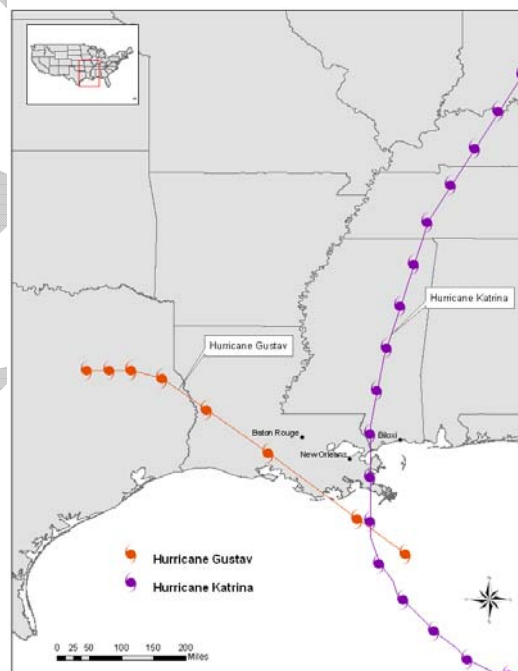 Hurricane Katrina
Hurricane Gustav
Baton Rouge
Biloxi
New Orleans
Hurricane Gustav
Hurricane Katrina
0 25 50 100 150 200
Miles